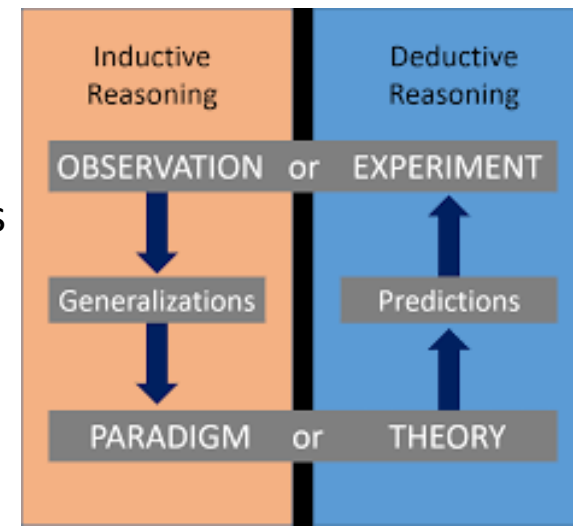 Inductive Reasoning
Deductive Reasoning
OBSERVATION or EXPERIMENT
s
Generalizations
Predictions
PARADIGM or THEORY